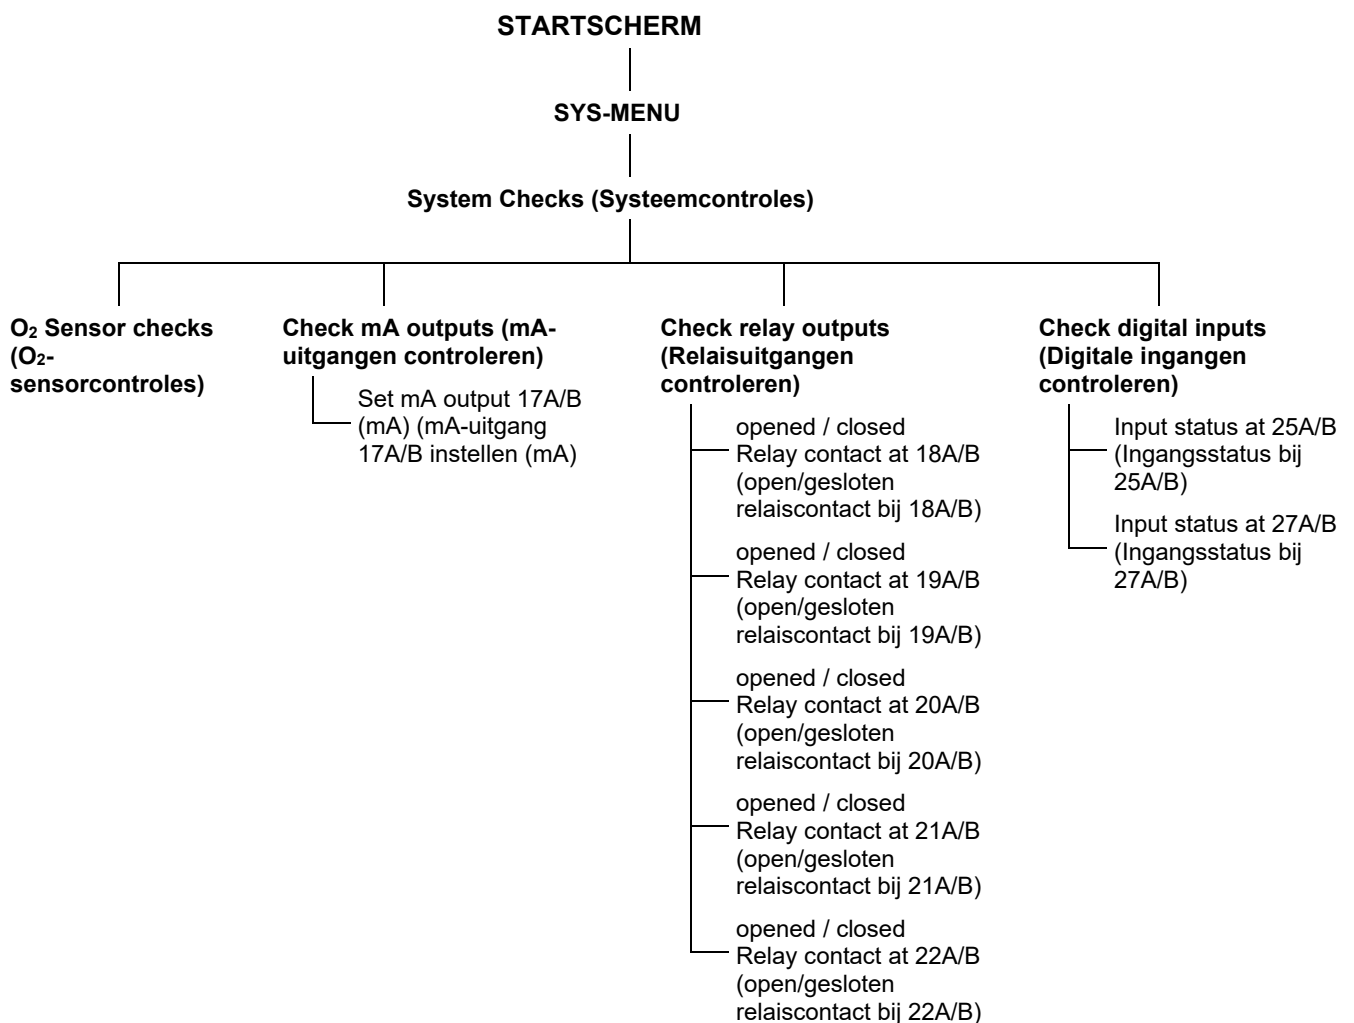 STARTSCHERM
SYS-MENU
System Checks (Systeemcontroles)
O₂ Sensor checks
(O₂-
sensorcontroles)
Check mA outputs (mA-
uitgangen controleren)
Set mA output 17A/B
(mA) (mA-uitgang
17A/B instellen (mA)
Check relay outputs
(Relaisuitgangen
controleren)
opened / closed
Relay contact at 18A/B
(open/gesloten
relaiscontact bij 18A/B)
opened / closed
Relay contact at 19A/B
(open/gesloten
relaiscontact bij 19A/B)
opened / closed
Relay contact at 20A/B
(open/gesloten
relaiscontact bij 20A/B)
opened / closed
Relay contact at 21A/B
(open/gesloten
relaiscontact bij 21A/B)
opened / closed
Relay contact at 22A/B
(open/gesloten
relaiscontact bij 22A/B)
Check digital inputs
(Digitale ingangen
controleren)
Input status at 25A/B
(Ingangsstatus bij
25A/B)
Input status at 27A/B
(Ingangsstatus bij
27A/B)